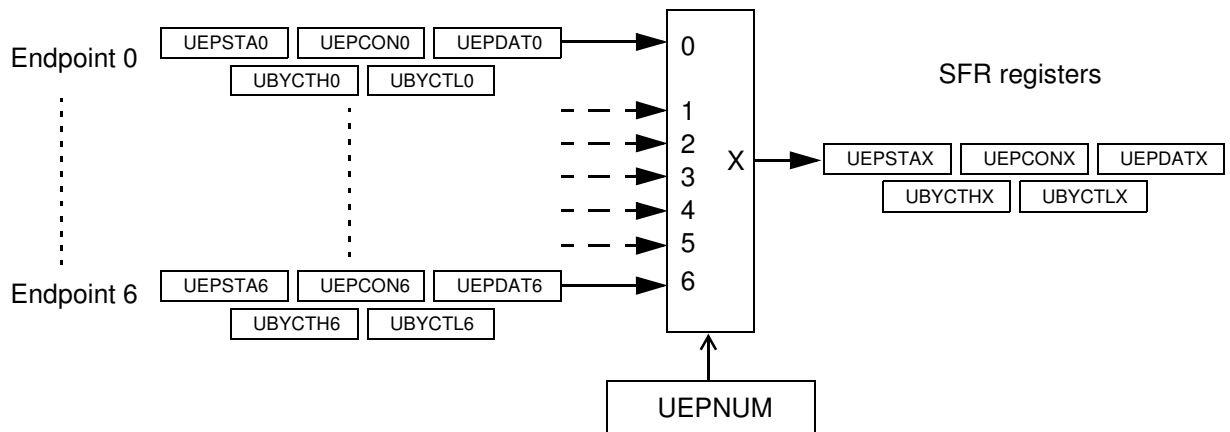 Endpoint 0 UEPSTA0 UEPCON0 UEPDAT0 0
UBYCTH0 UBYCTL0
SFR registers
1
2
3 X UEPSTAX UEPCONX UEPDATX
4 UBYCTHX UBYCTLX
5
Endpoint 6 UEPSTA6 UEPCON6 UEPDAT6 6
UBYCTH6 UBYCTL6
UEPNUM